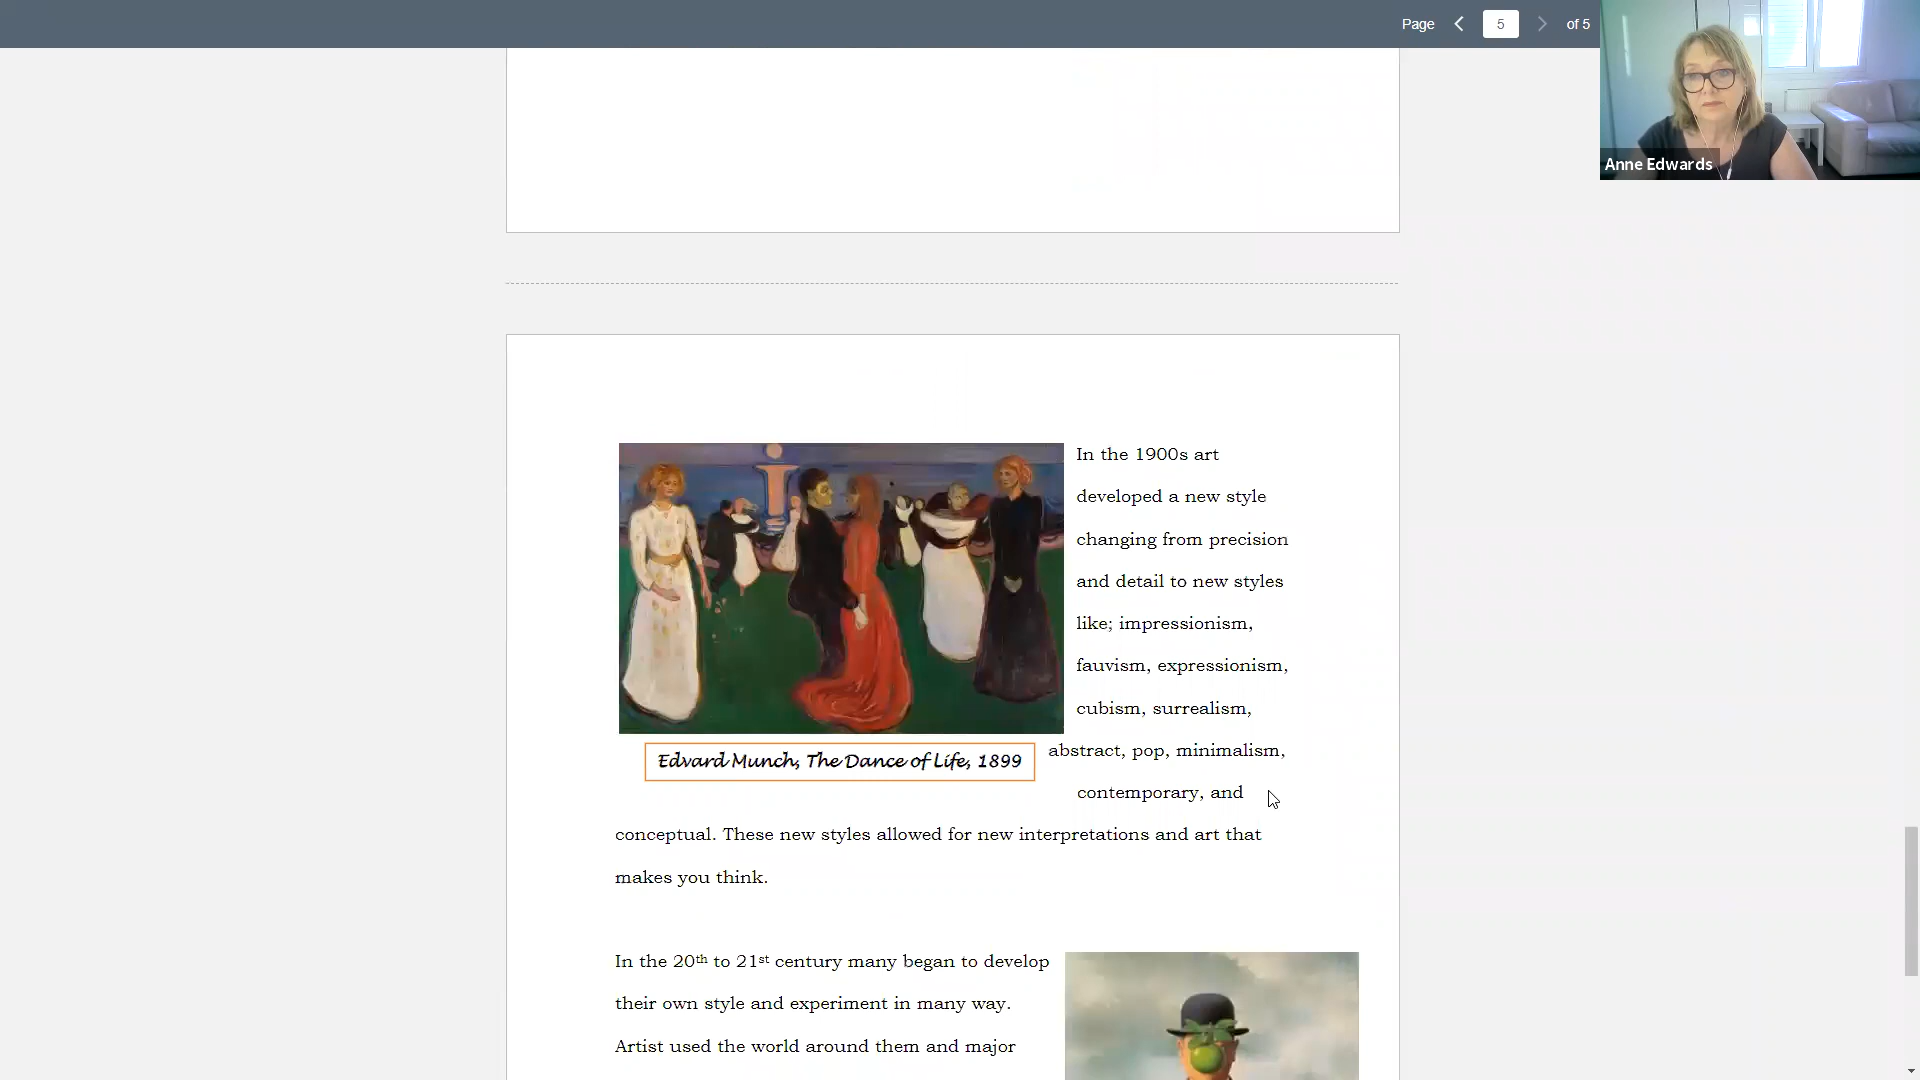 Page 5 of 5
Anne Edwards
In the 1900s art
developed a new style
changing from precision
and detail to new styles
like; impressionism,
fauvism, expressionism,
cubism, surrealism,
abstract, pop, minimalism,
contemporary, and
conceptual. These new styles allowed for new interpretations and art that
makes you think.
Edvard Munch, The Dance of Life, 1899
In the 20th to 21st century many began to develop
their own style and experiment in many way.
Artist used the world around them and major